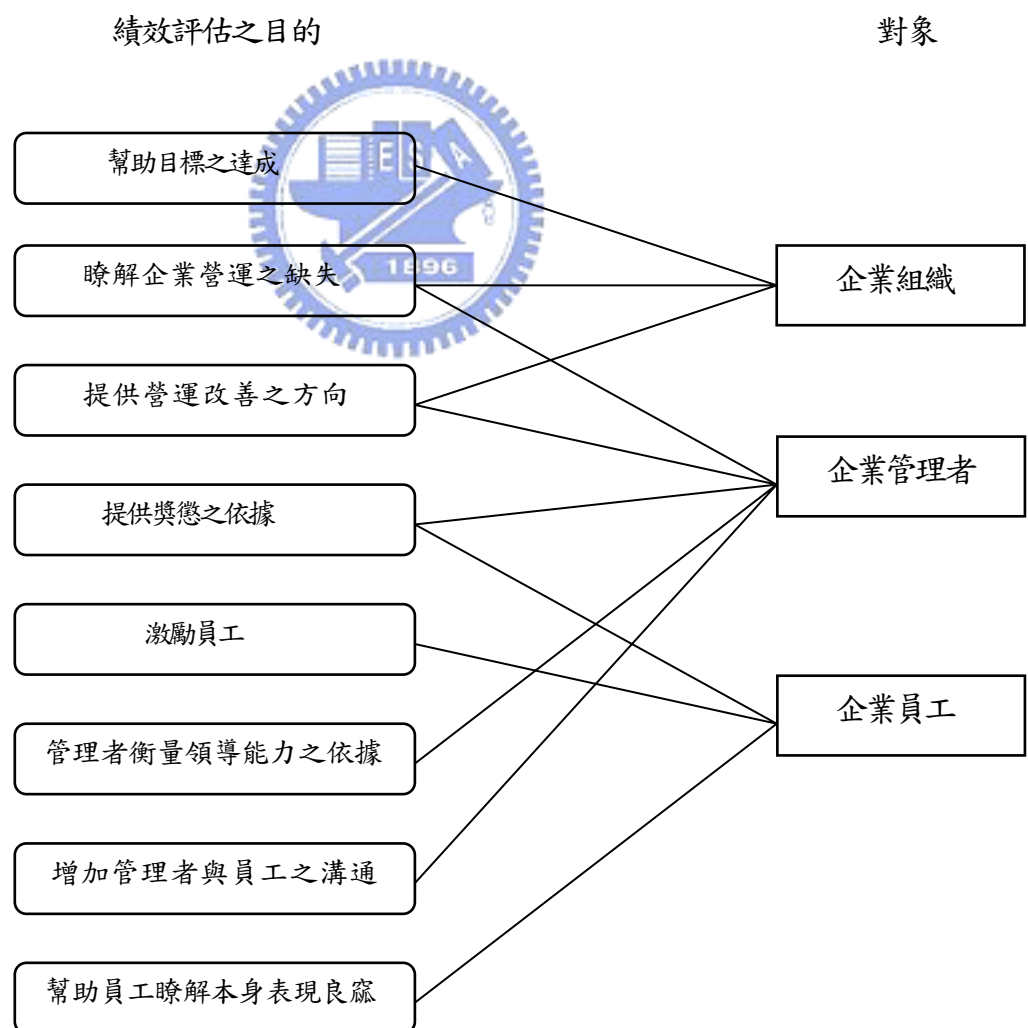 績效評估之目的
對象
幫助目標之達成
瞭解企業營運之缺失
提供營運改善之方向
提供獎懲之依據
激勵員工
管理者衡量領導能力之依據
增加管理者與員工之溝通
幫助員工瞭解本身表現良窳
企業組織
企業管理者
企業員工
E S A
1896